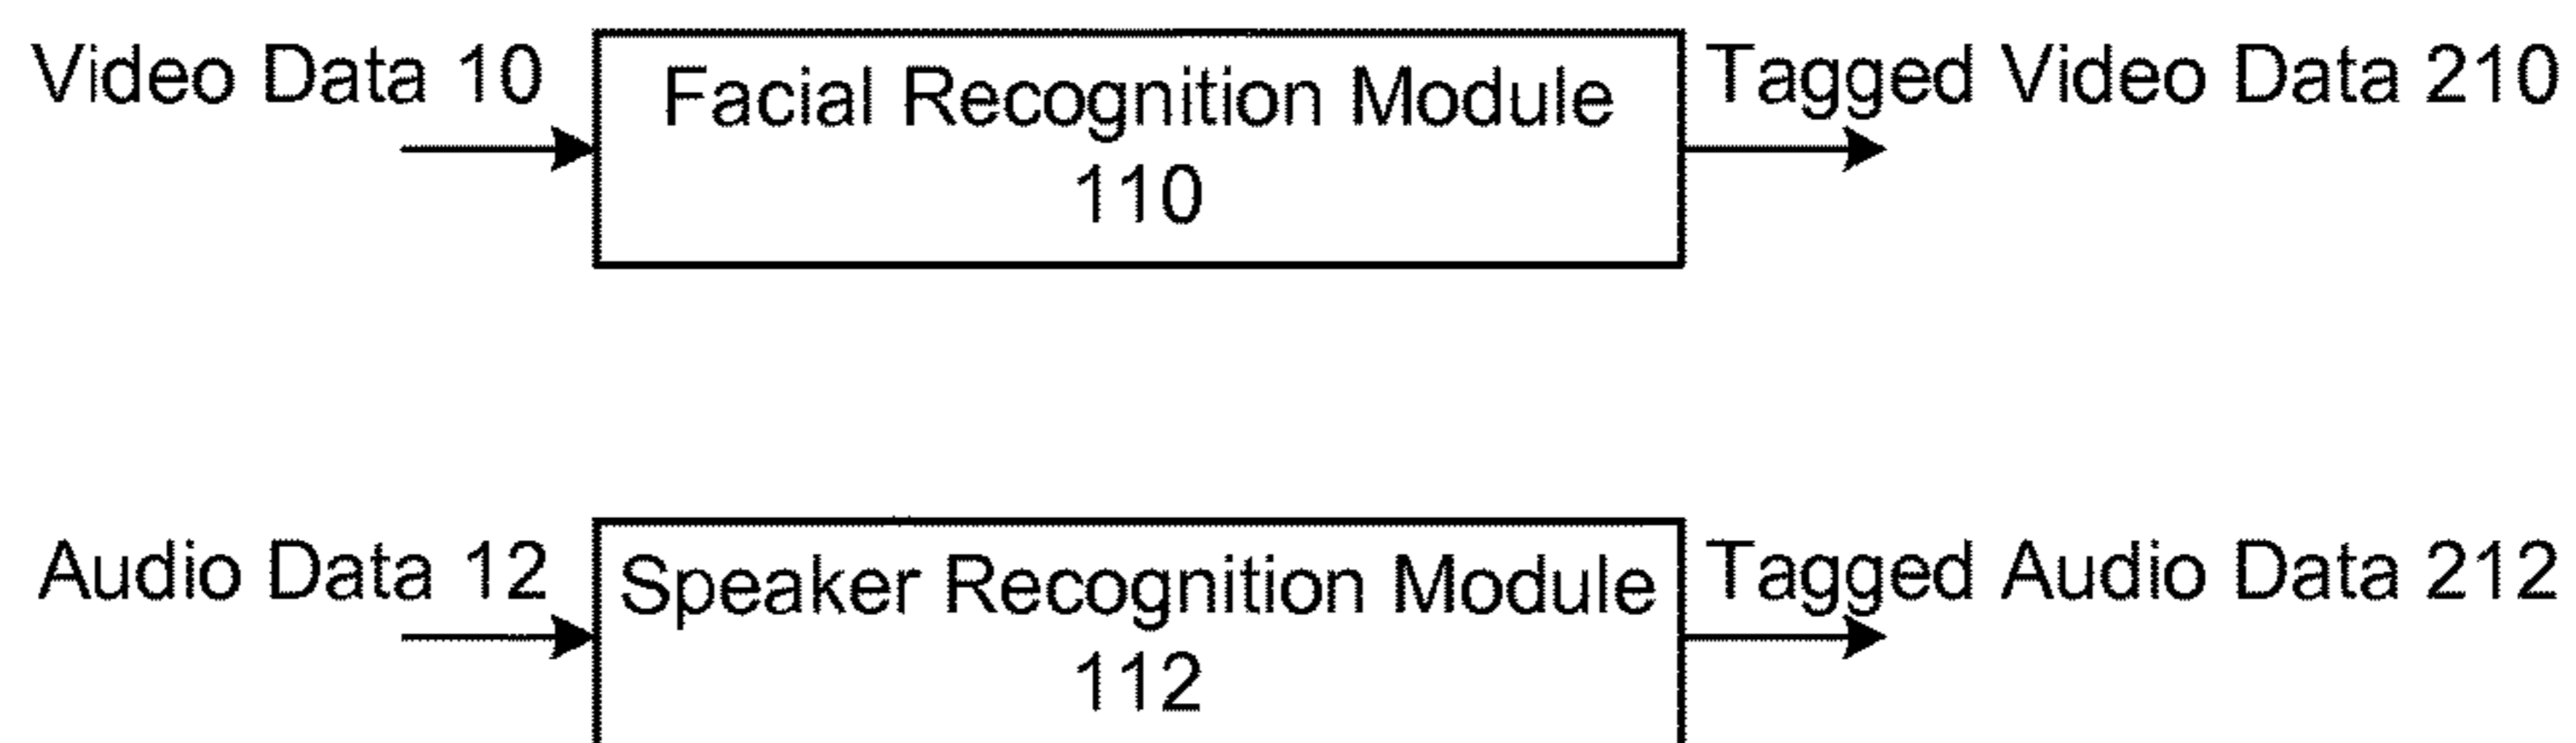 Video Data 10
Facial Recognition Module
110
Tagged Video Data 210
Audio Data 12
Speaker Recognition Module
112
Tagged Audio Data 212